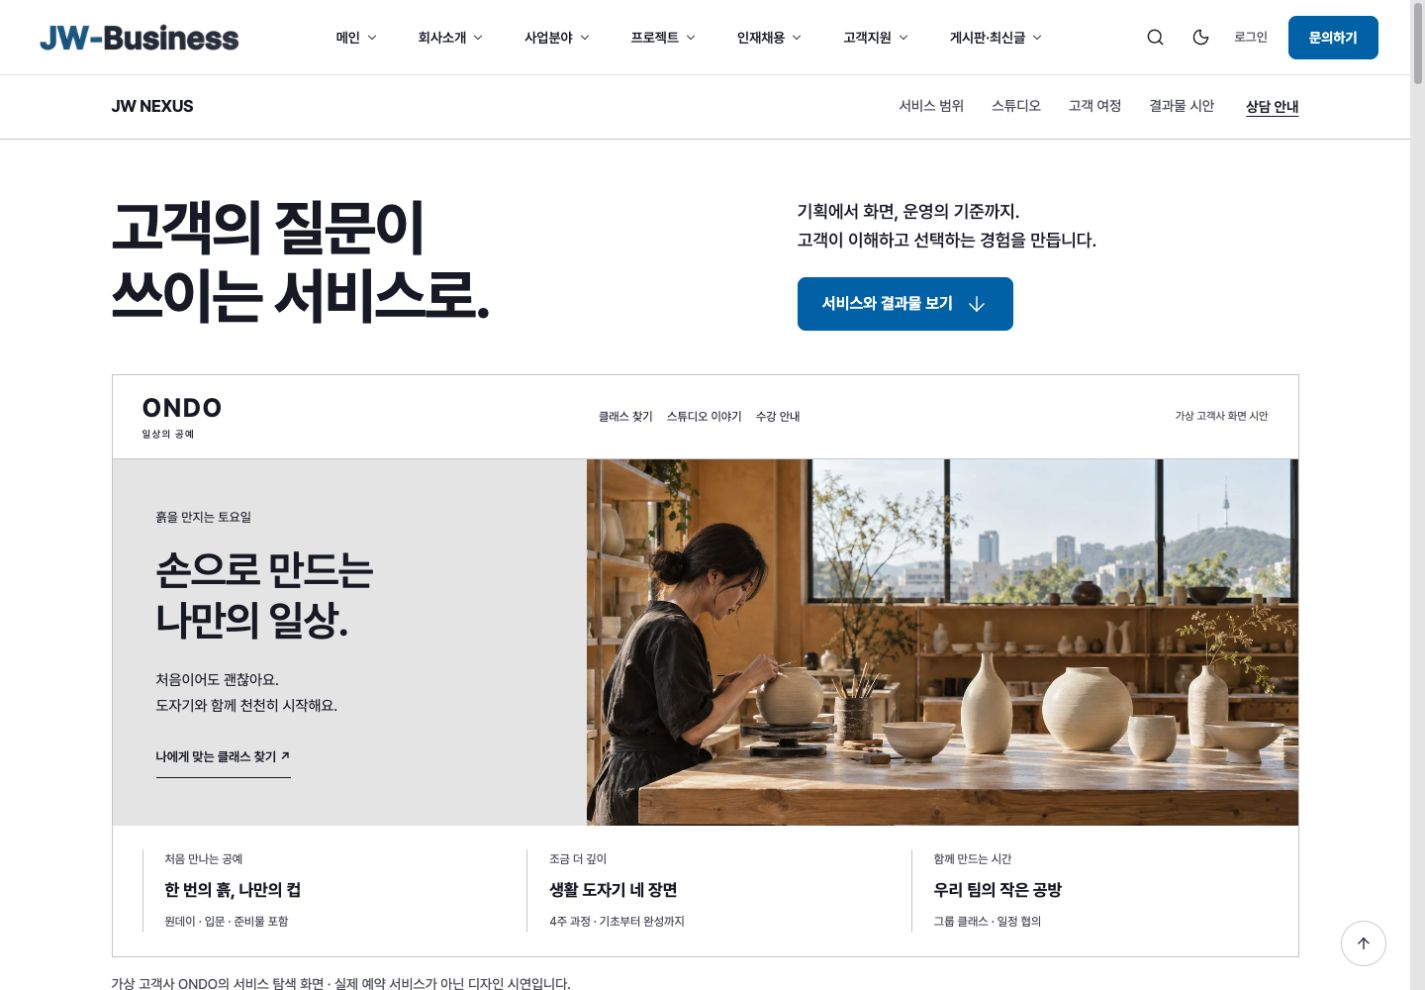 JW-Business
메인
회사소개
사업분야
프로젝트
인재채용
고객지원
게시판·최신글
로그인
문의하기
JW NEXUS
서비스 범위
스튜디오
고객 여정
결과물 시안
상담 안내
고객의 질문이
쓰이는 서비스로.
기획에서 화면, 운영의 기준까지.
고객이 이해하고 선택하는 경험을 만듭니다.
서비스와 결과물 보기
ONDO
일상의 공예
클래스 찾기
스튜디오 이야기
수강 안내
가상 고객사 화면 시안
흙을 만지는 토요일
손으로 만드는
나만의 일상.
처음이어도 괜찮아요.
도자기와 함께 천천히 시작해요.
나에게 맞는 클래스 찾기 ↗
처음 만나는 공예
한 번의 흙, 나만의 컵
원데이 · 입문 · 준비물 포함
조금 더 깊이
생활 도자기 네 장면
4주 과정 · 기초부터 완성까지
함께 만드는 시간
우리 팀의 작은 공방
그룹 클래스 · 일정 협의
가상 고객사 ONDO의 서비스 탐색 화면 · 실제 예약 서비스가 아닌 디자인 시연입니다.